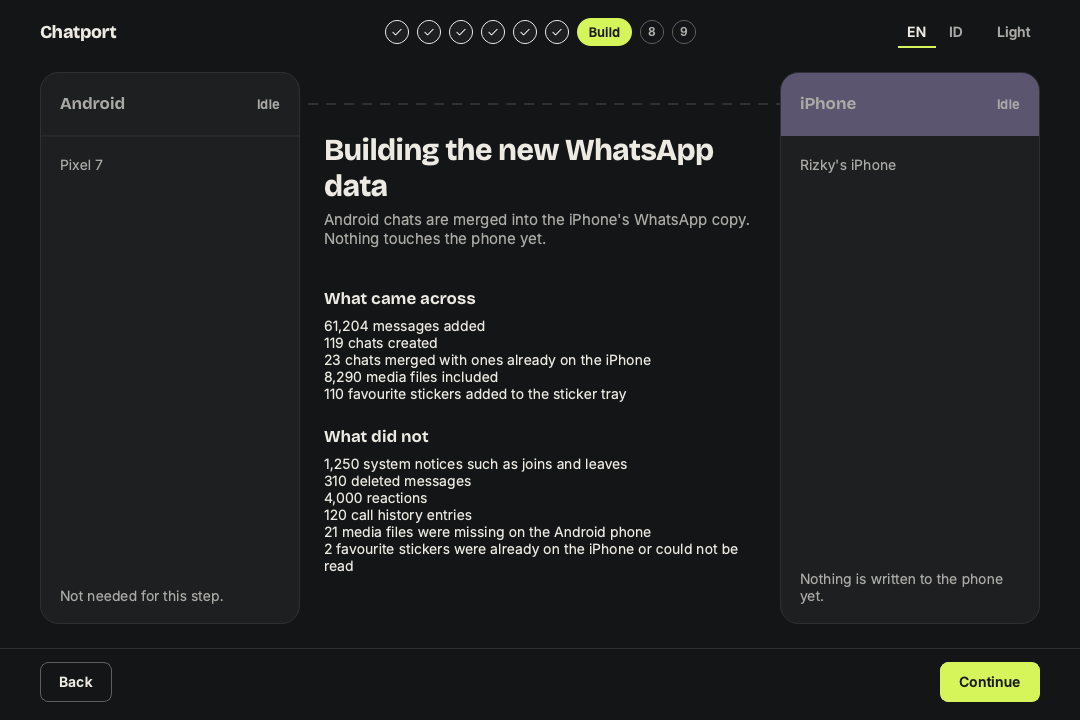 Chatport
Build
8
9
EN
ID
Light
Android
Idle
Pixel 7
Not needed for this step.
Building the new WhatsApp
data
Android chats are merged into the iPhone's WhatsApp copy.
Nothing touches the phone yet.
What came across
61,204 messages added
119 chats created
23 chats merged with ones already on the iPhone
8,290 media files included
110 favourite stickers added to the sticker tray
What did not
1,250 system notices such as joins and leaves
310 deleted messages
4,000 reactions
120 call history entries
21 media files were missing on the Android phone
2 favourite stickers were already on the iPhone or could not be
read
iPhone
Idle
Rizky's iPhone
Nothing is written to the phone
yet.
Back
Continue